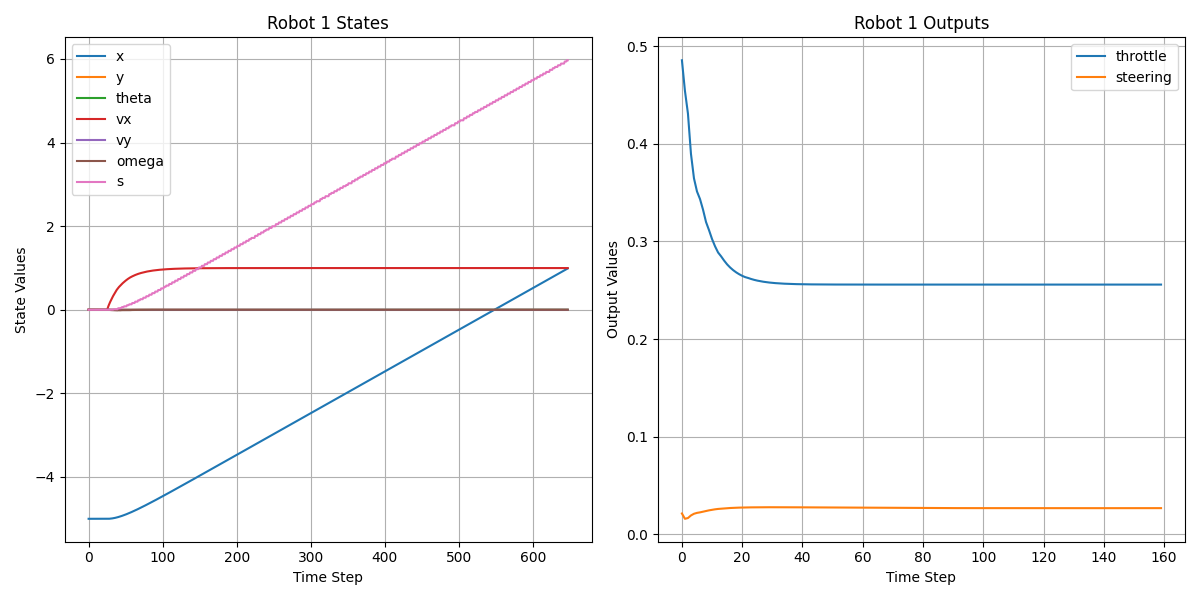 Robot 1 States
6
4
2
0
−2
−4
State Values
x
y
theta
vx
vy
omega
s
0
100
200
300
400
500
600
Time Step
Robot 1 Outputs
0.5
0.4
0.3
0.2
0.1
0.0
Output Values
throttle
steering
0
20
40
60
80
100
120
140
160
Time Step